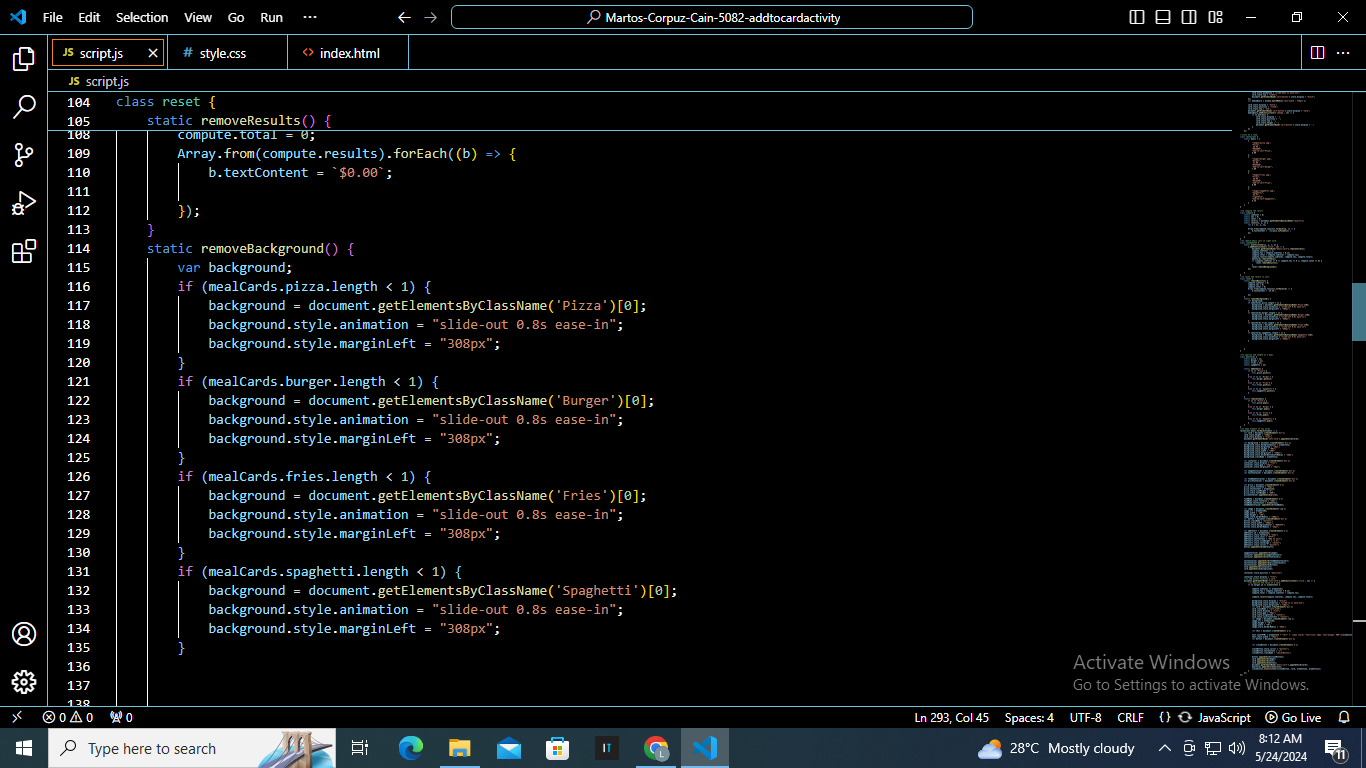 File Edit Selection View Go Run ··· Martos-Corpuz-Cain-5082-addtocardactivity
JS script.js # style.css <> index.html
JS script.js
104 class reset {
105 static removeResults() {
108 compute.total = 0;
109 Array.from(compute.results).forEach((b) => {
110 b.textContent = `$0.00`;
111
112 });
113 }
114 static removeBackground() {
115 var background;
116 if (mealCards.pizza.length < 1) {
117 background = document.getElementsByClassName('Pizza')[0];
118 background.style.animation = "slide-out 0.8s ease-in";
119 background.style.marginLeft = "308px";
120 }
121 if (mealCards.burger.length < 1) {
122 background = document.getElementsByClassName('Burger')[0];
123 background.style.animation = "slide-out 0.8s ease-in";
124 background.style.marginLeft = "308px";
125 }
126 if (mealCards.fries.length < 1) {
127 background = document.getElementsByClassName('Fries')[0];
128 background.style.animation = "slide-out 0.8s ease-in";
129 background.style.marginLeft = "308px";
130 }
131 if (mealCards.spaghetti.length < 1) {
132 background = document.getElementsByClassName('Spaghetti')[0];
133 background.style.animation = "slide-out 0.8s ease-in";
134 background.style.marginLeft = "308px";
135 }
136
137
138
Activate Windows
Go to Settings to activate Windows.
0 0 0 Ln 293, Col 45 Spaces: 4 UTF-8 CRLF {} JavaScript Go Live
Type here to search IT L 28°C Mostly cloudy 8:12 AM
5/24/2024 11